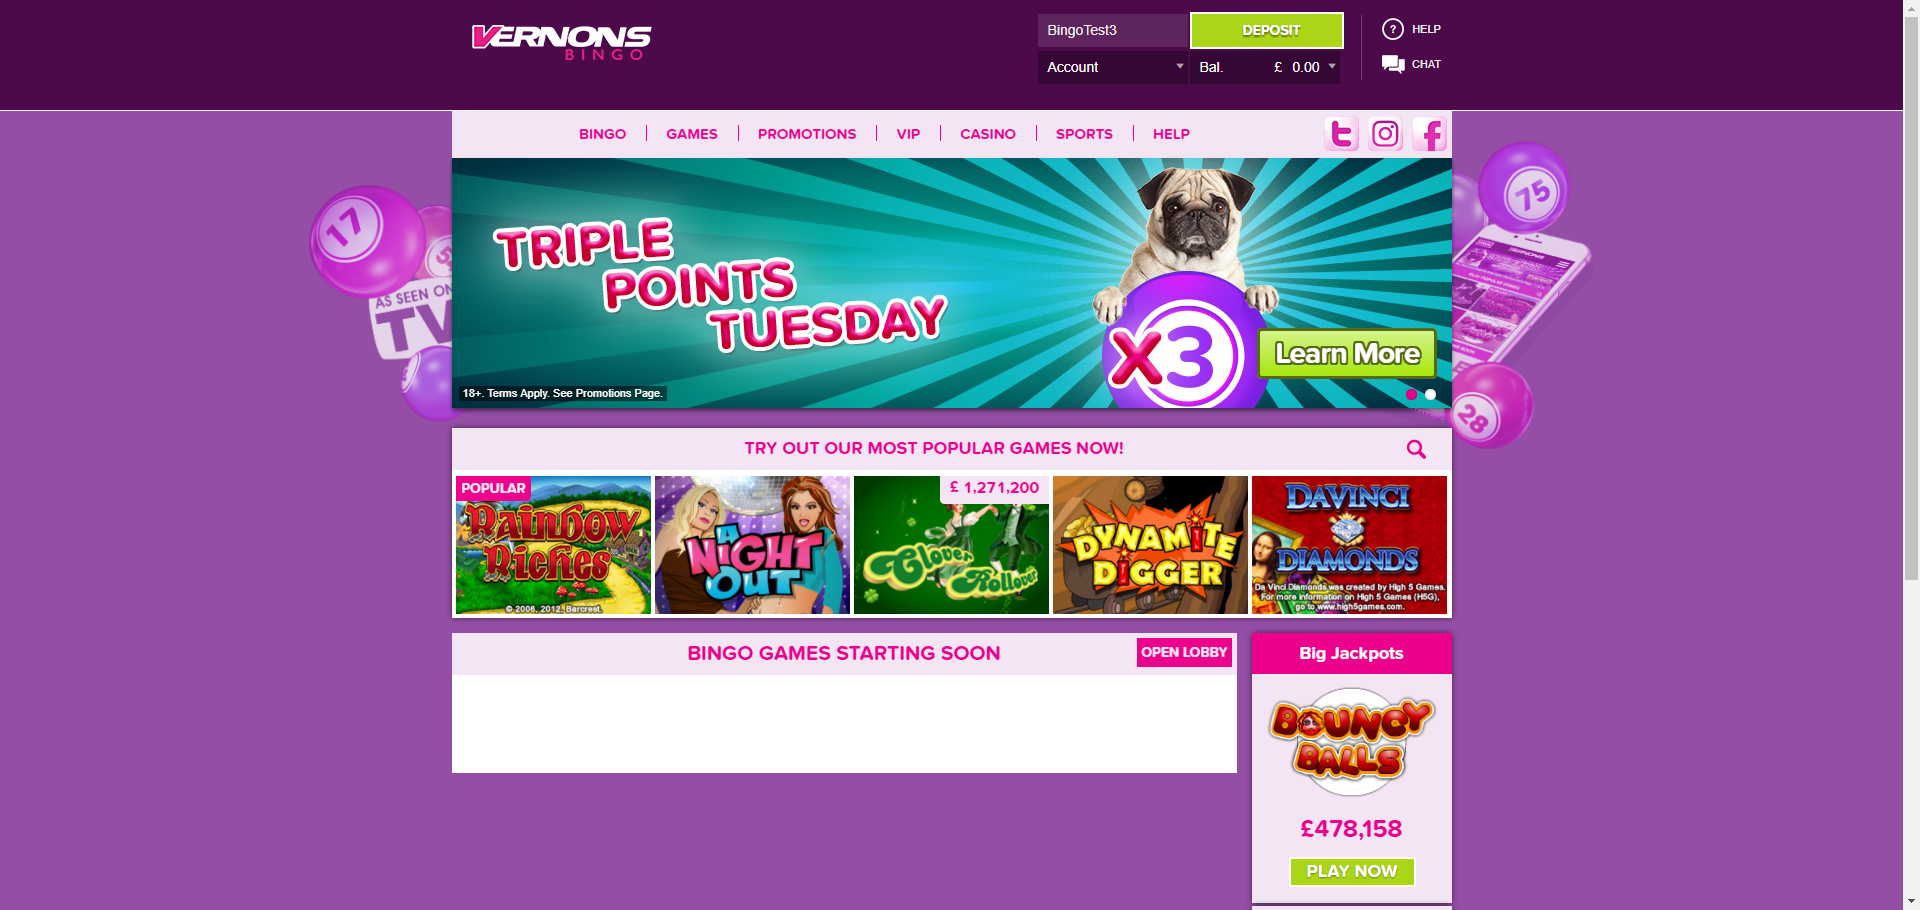 VERNONS
BINGO
BingoTest3
DEPOSIT
HELP
Account
Bal. £ 0.00
CHAT
BINGO
GAMES
PROMOTIONS
VIP
CASINO
SPORTS
HELP
17
75
AS SEEN ON
TV
TRIPLE
POINTS
TUESDAY
X3
Learn More
28
18+. Terms Apply. See Promotions Page.
TRY OUT OUR MOST POPULAR GAMES NOW!
POPULAR
Rainbow
Riches
© 2006, 2012, Barcrest.
A
NIGHT
OUT
£ 1,271,200
Clover
Rollover
DYNAMITE
DIGGER
DAVINCI
DIAMONDS
Da Vinci Diamonds was created by High 5 Games.
For more information on High 5 Games (H5G),
go to www.high5games.com.
BINGO GAMES STARTING SOON
OPEN LOBBY
Big Jackpots
BOUNCY
BALLS
£478,158
PLAY NOW